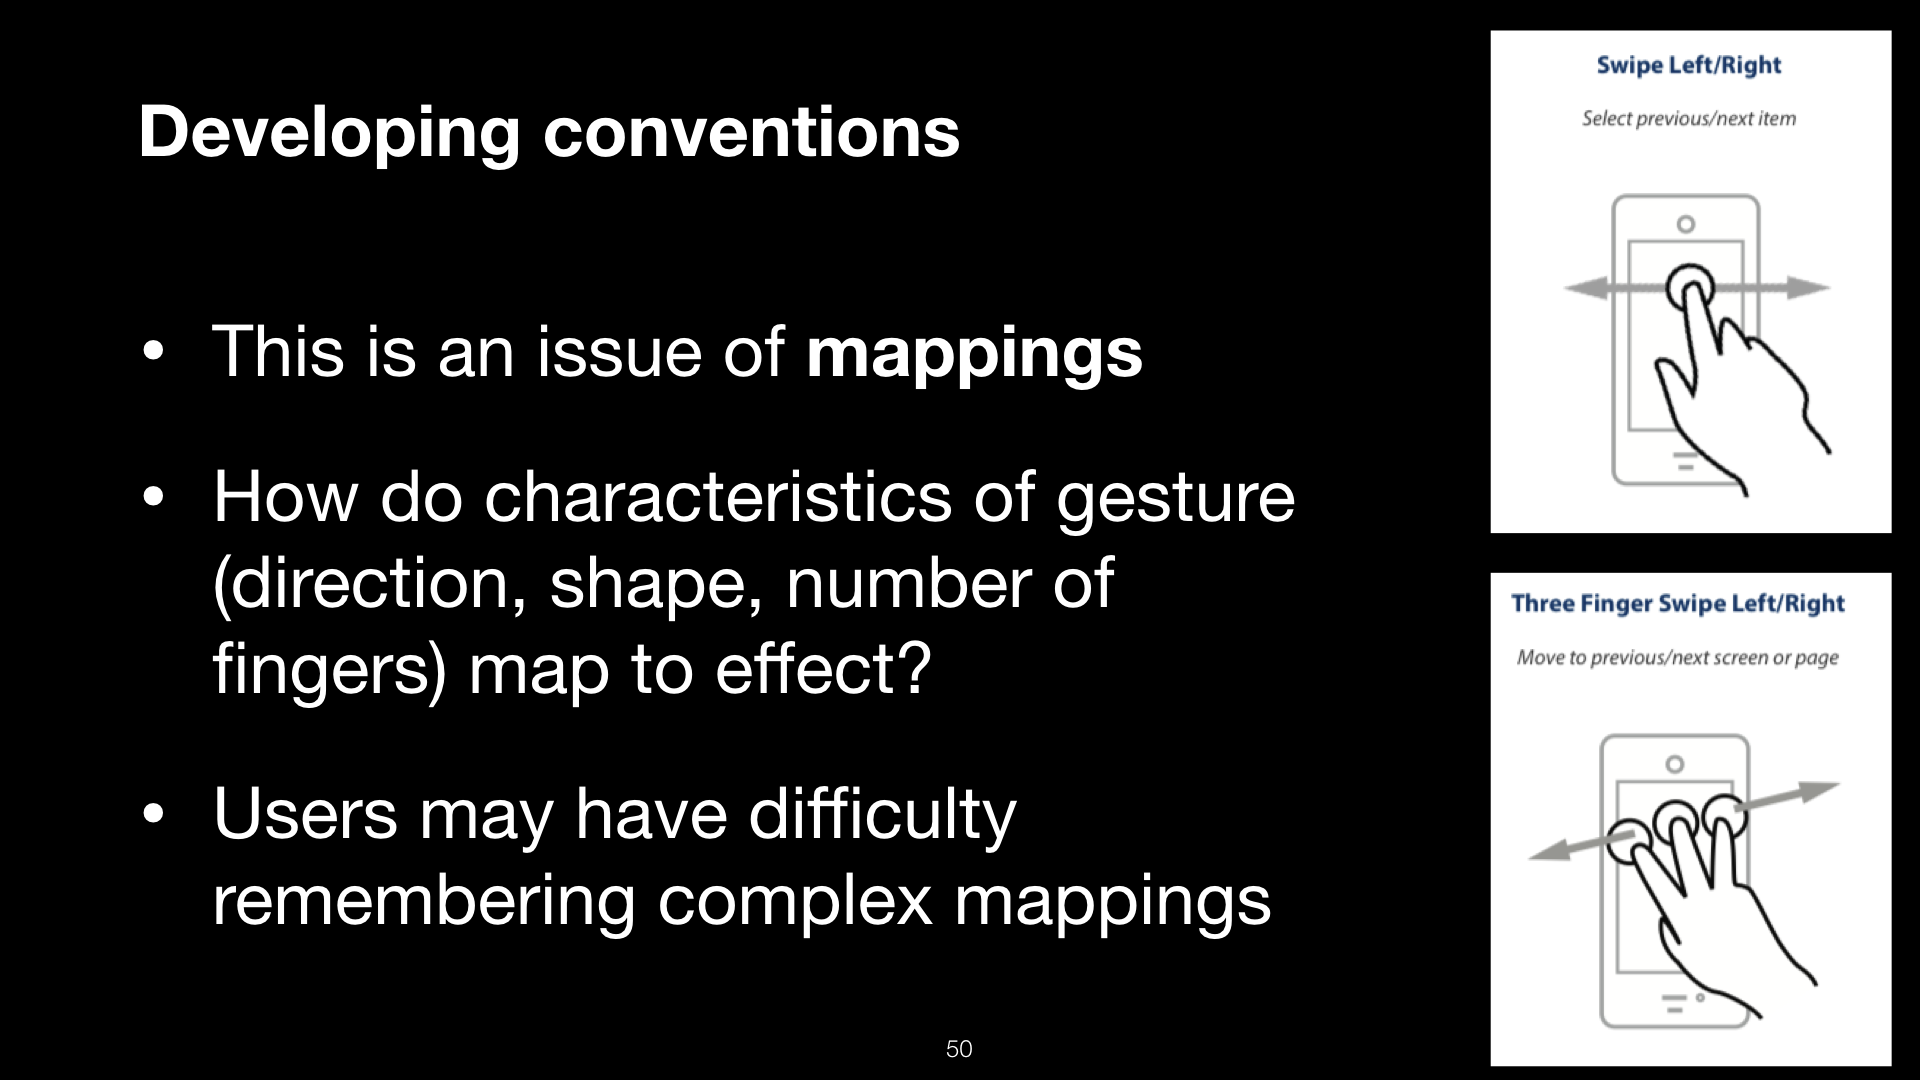 Developing conventions
• This is an issue of mappings
• How do characteristics of gesture
(direction, shape, number of
fingers) map to effect?
• Users may have difficulty
remembering complex mappings
Swipe Left/Right
Select previous/next item
Three Finger Swipe Left/Right
Move to previous/next screen or page
50